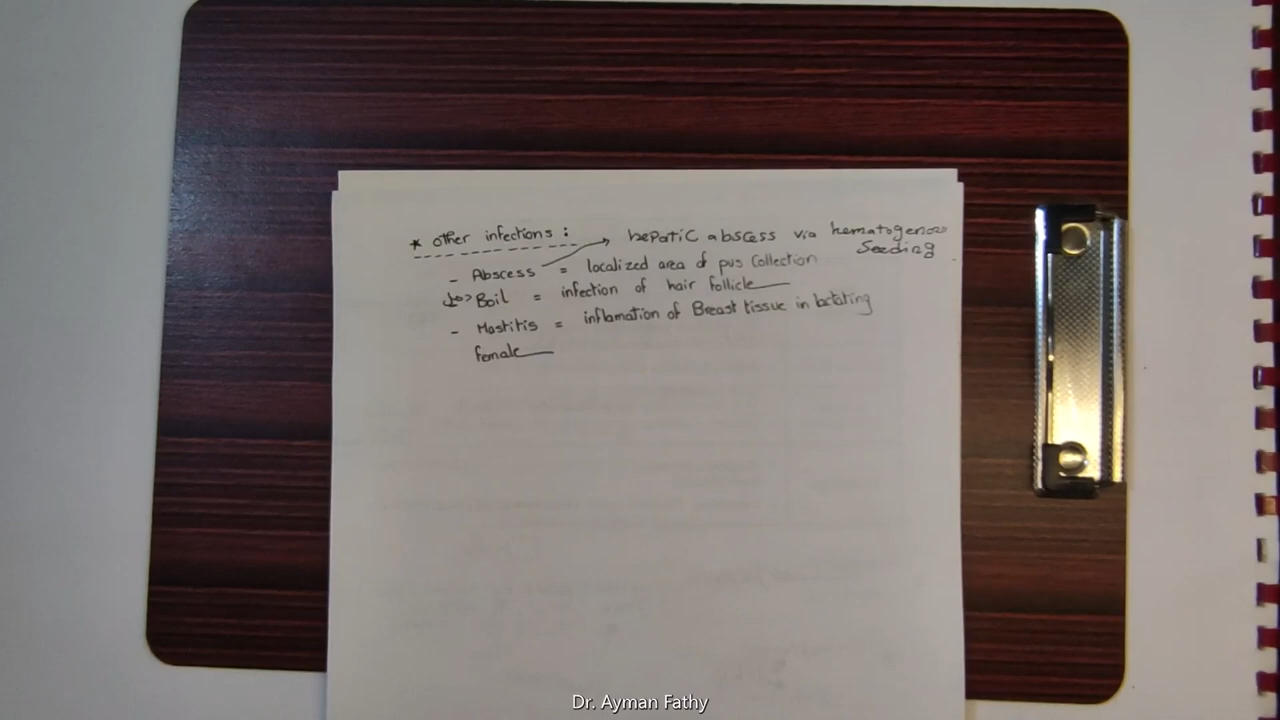 * other infections :
hepatic abscess via hematogenous
seeding
- Abscess = localized area of pus collection
دمل Boil = infection of hair follicle
- Mastitis = inflamation of Breast tissue in lactating
female
Dr. Ayman Fathy